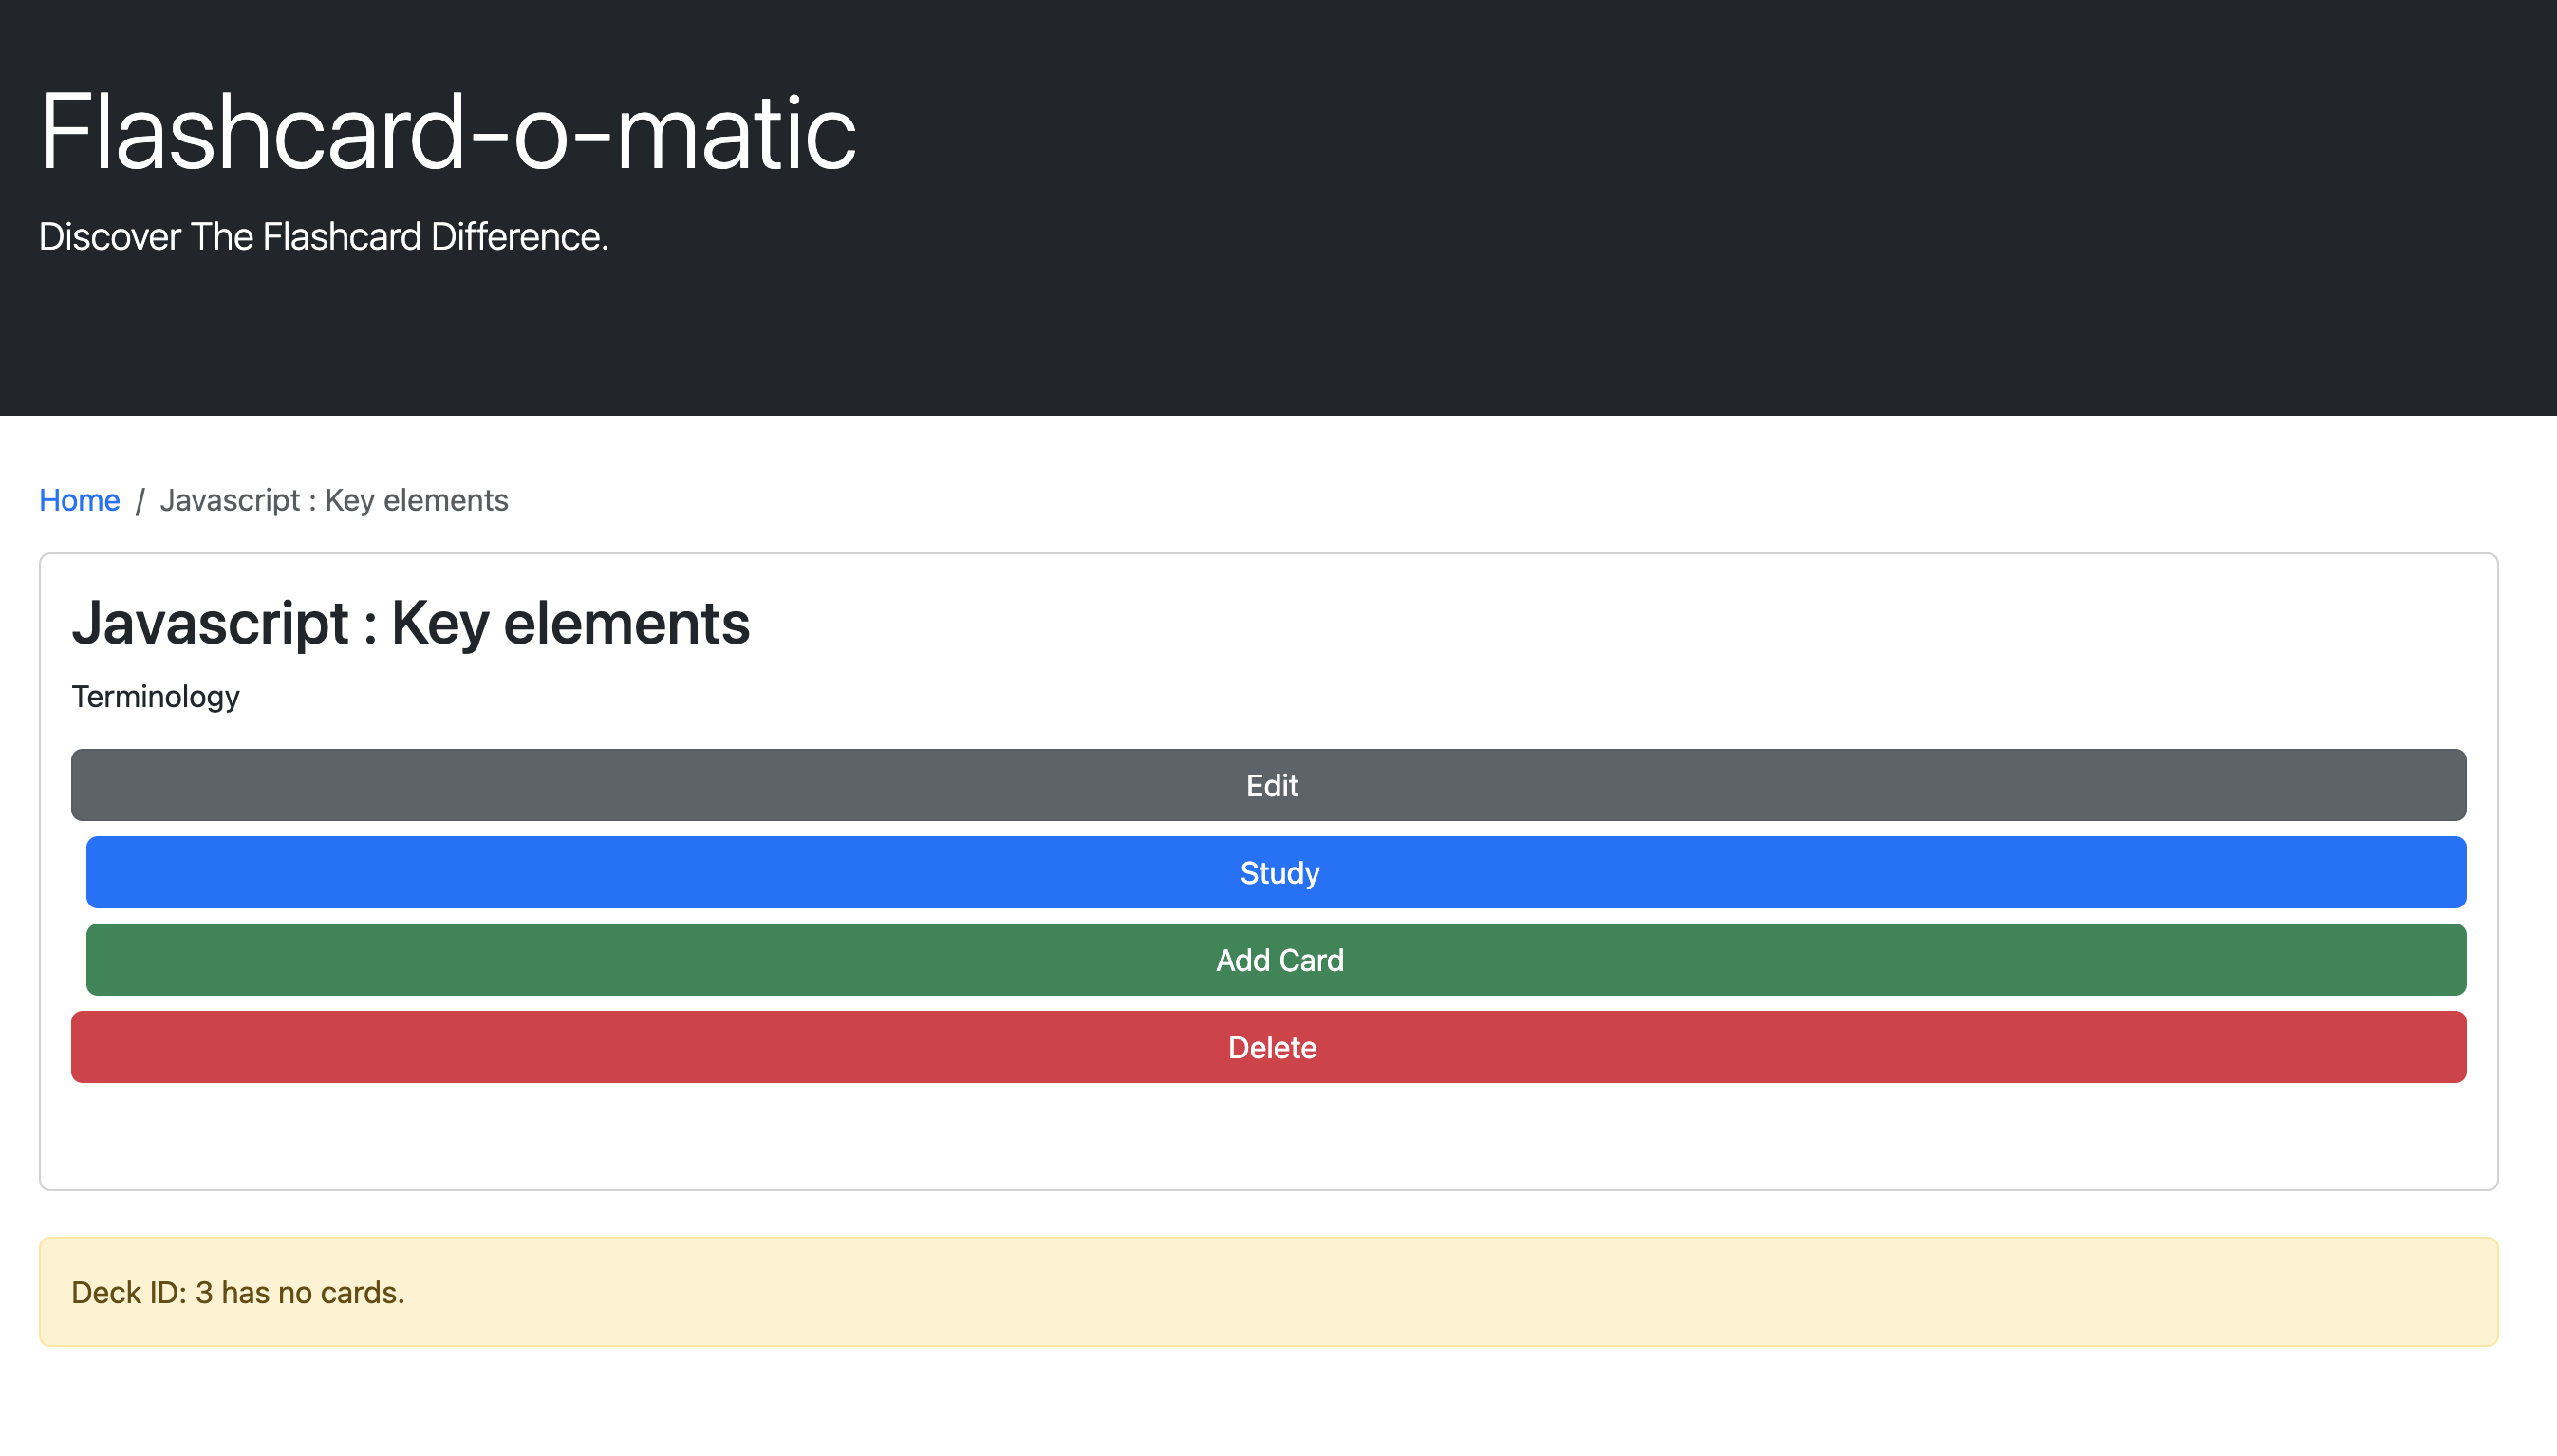 Flashcard-o-matic
Discover The Flashcard Difference.
Home / Javascript : Key elements
Javascript : Key elements
Terminology
Edit
Study
Add Card
Delete
Deck ID: 3 has no cards.